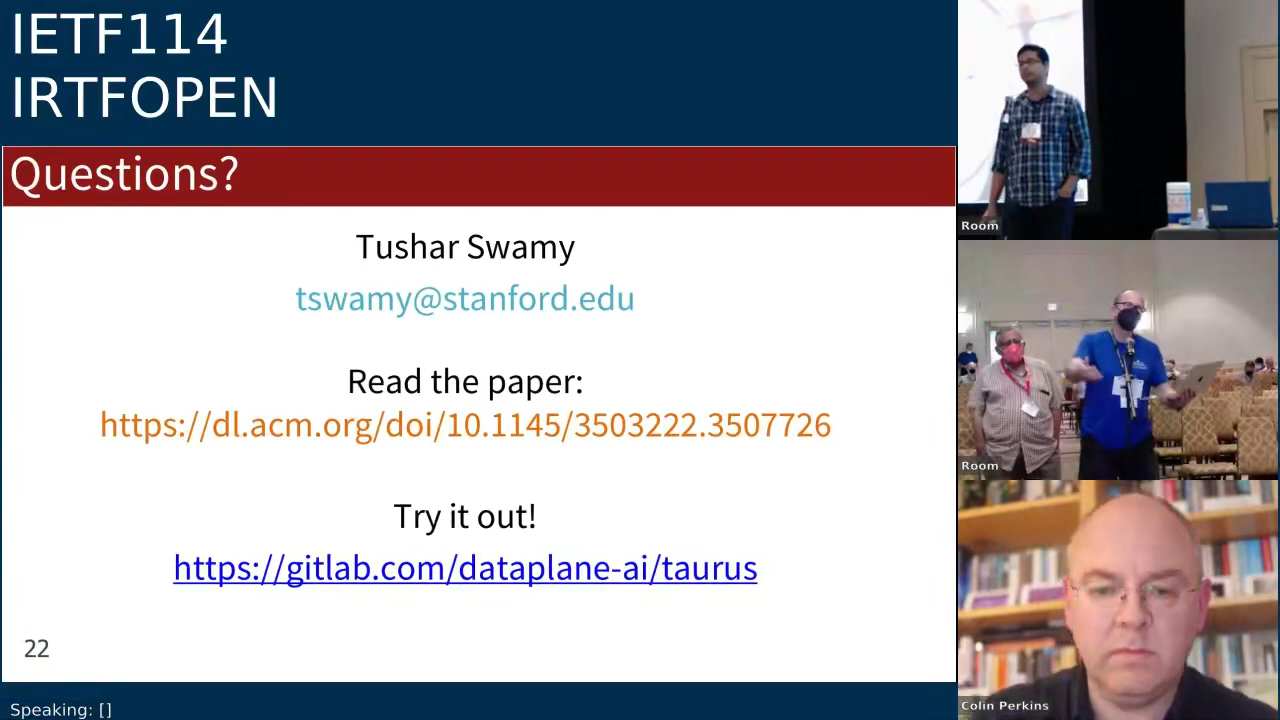 IETF114
IRTFOPEN
Questions?
Tushar Swamy
tswamy@stanford.edu
Read the paper:
https://dl.acm.org/doi/10.1145/3503222.3507726
Try it out!
https://gitlab.com/dataplane-ai/taurus
22
Speaking: []
Room
Room
Colin Perkins